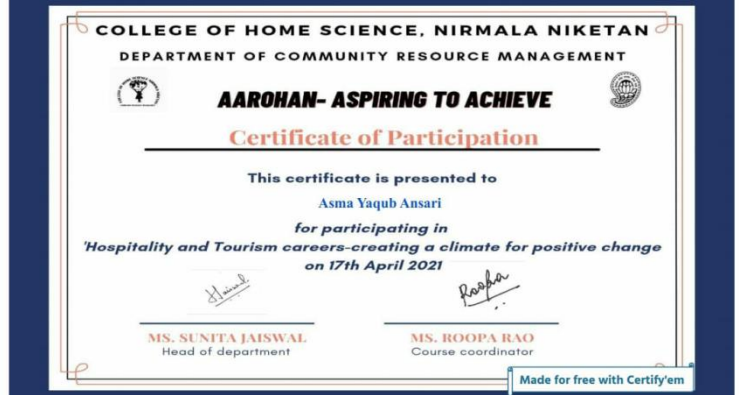 COLLEGE OF HOME SCIENCE, NIRMALA NIKETAN
DEPARTMENT OF COMMUNITY RESOURCE MANAGEMENT
AAROHAN- ASPIRING TO ACHIEVE
Certificate of Participation
This certificate is presented to
Asma Yaqub Ansari
for participating in
'Hospitality and Tourism careers-creating a climate for positive change
on 17th April 2021
Roopa
MS. SUNITA JAISWAL
MS. ROOPA RAO
Head of department
Course coordinator
Made for free with Certify'em